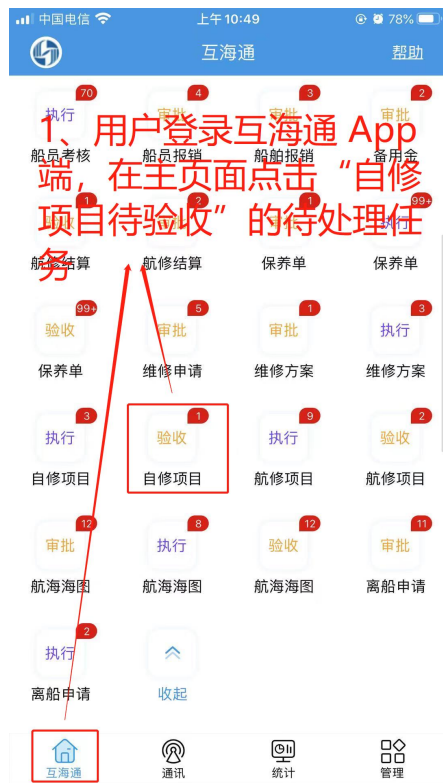 中国电信 上午10:49 78%
互海通 帮助
70 4 3 2
执行 审批 审批 审批
船员考核 船员报销 船舶报销 备用金
1、用户登录互海通 App
端，在主页面点击“自修
项目待验收”的待处理任
务
1 2 1 99+
航修结算 航修结算 保养单 保养单
99+ 5 1 3
验收 审批 审批 执行
保养单 维修申请 维修方案 维修方案
3 1 9 2
执行 验收 执行 验收
自修项目 自修项目 航修项目 航修项目
12 8 12 11
审批 执行 验收 审批
航海海图 航海海图 航海海图 离船申请
2
执行
离船申请 收起
互海通 通讯 统计 管理